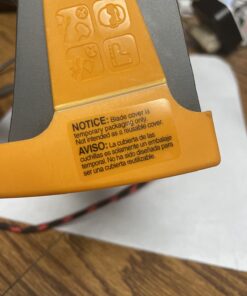 NOTICE: Blade cover is
temporary packaging only.
Not intended as a reusable cover.
AVISO: La cubierta de las
cuchillas es solamente un embalaje
temporal. No ha sido diseñada para
ser una cubierta reutilizable.